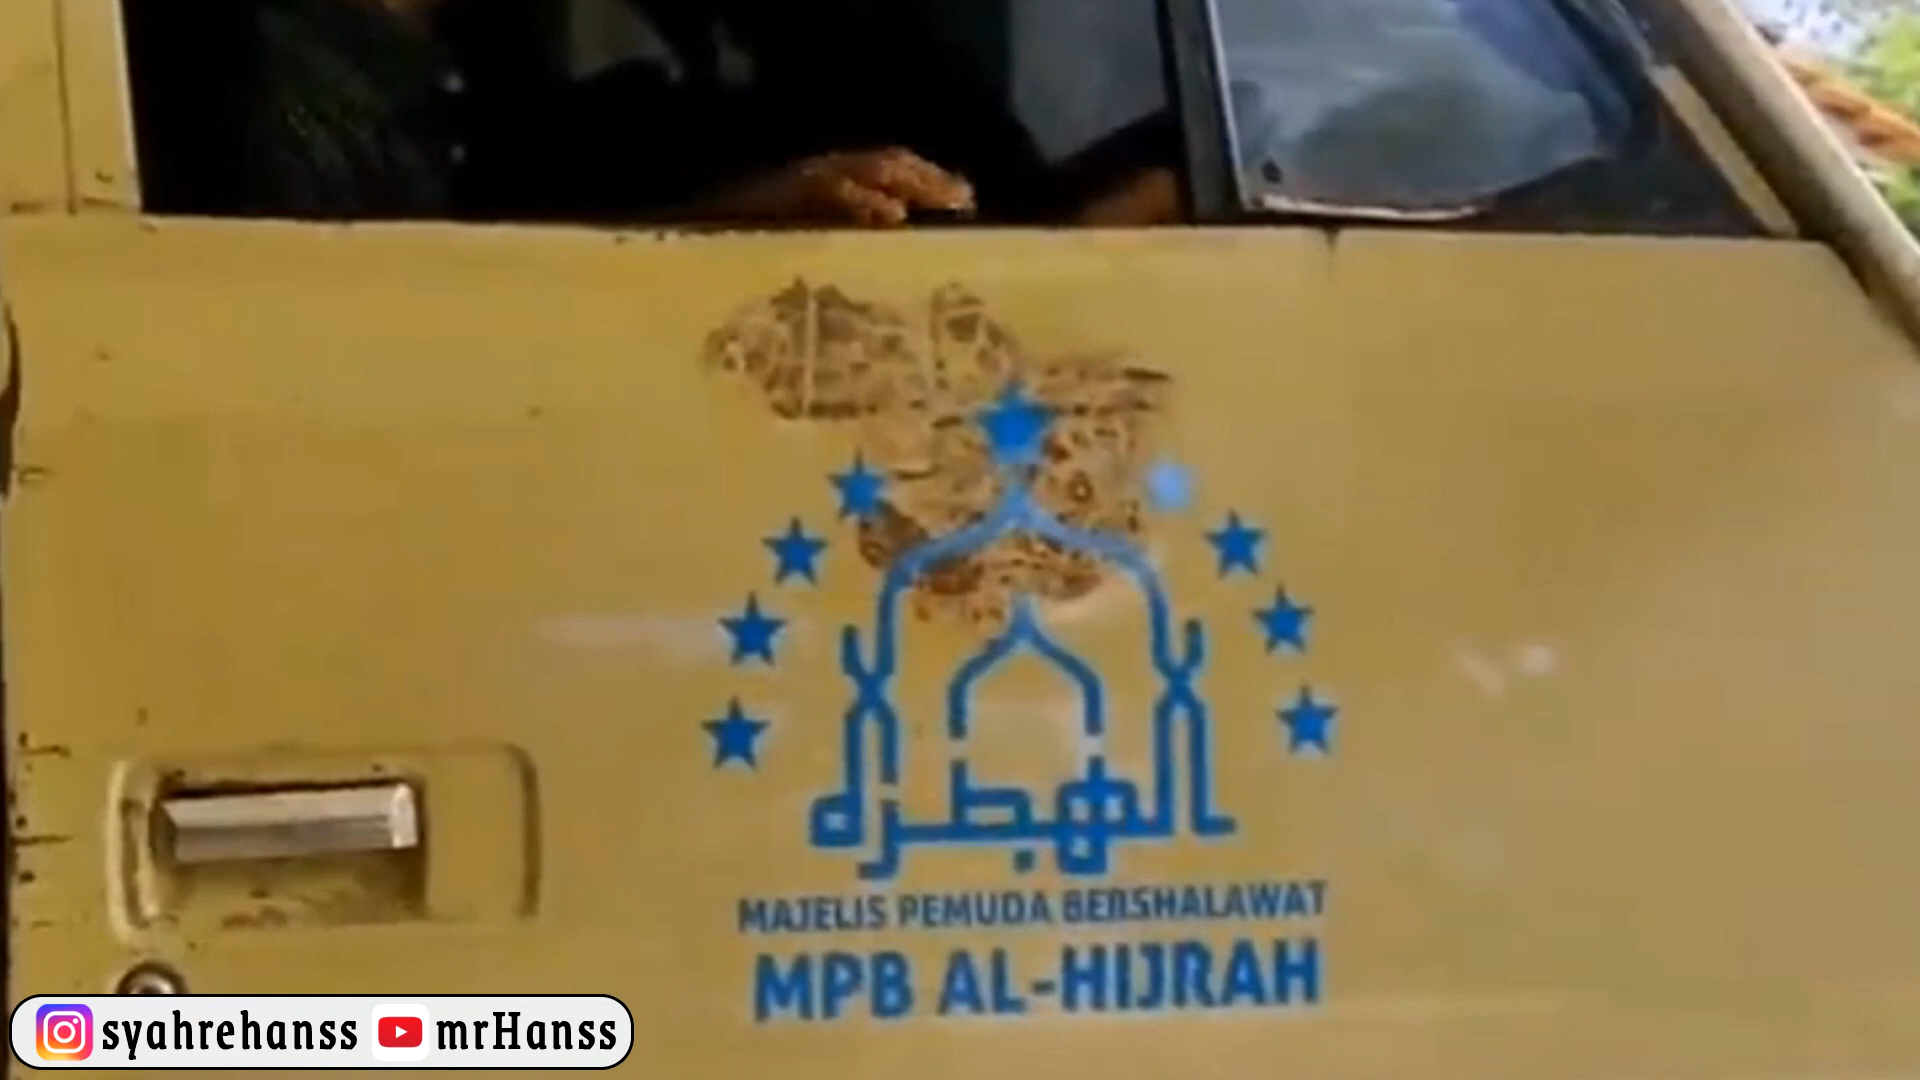 الهجرة
MAJELIS PEMUDA BERSHALAWAT
MPB AL-HIJRAH
syahrehanss mrHanss